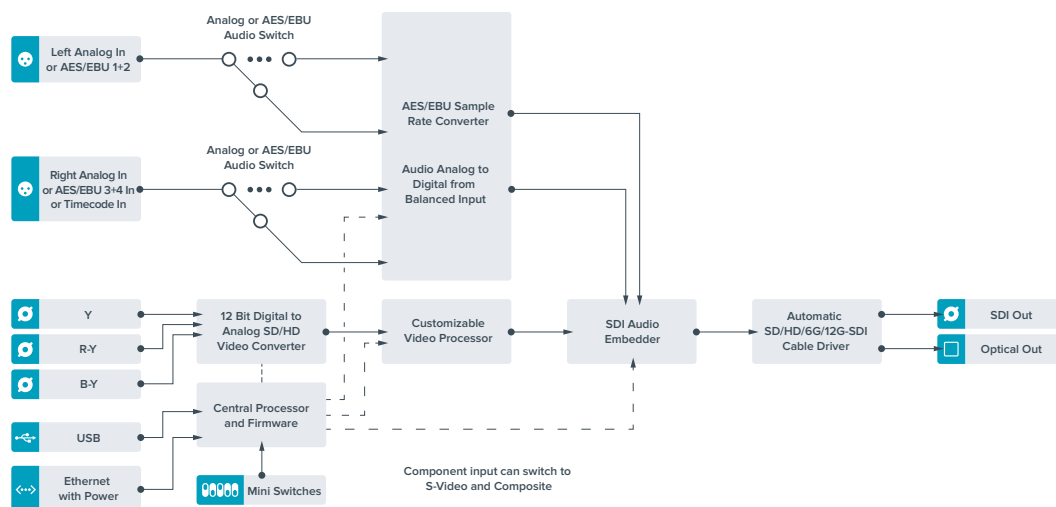 Analog or AES/EBU
Audio Switch
Left Analog In
or AES/EBU 1+2
AES/EBU Sample
Rate Converter
Analog or AES/EBU
Audio Switch
Right Analog In
or AES/EBU 3+4 In
or Timecode In
Audio Analog to
Digital from
Balanced Input
Y
R-Y
B-Y
12 Bit Digital to
Analog SD/HD
Video Converter
Customizable
Video Processor
SDI Audio
Embedder
Automatic
SD/HD/6G/12G-SDI
Cable Driver
SDI Out
Optical Out
Central Processor
and Firmware
USB
Ethernet
with Power
Mini Switches
Component input can switch to
S-Video and Composite